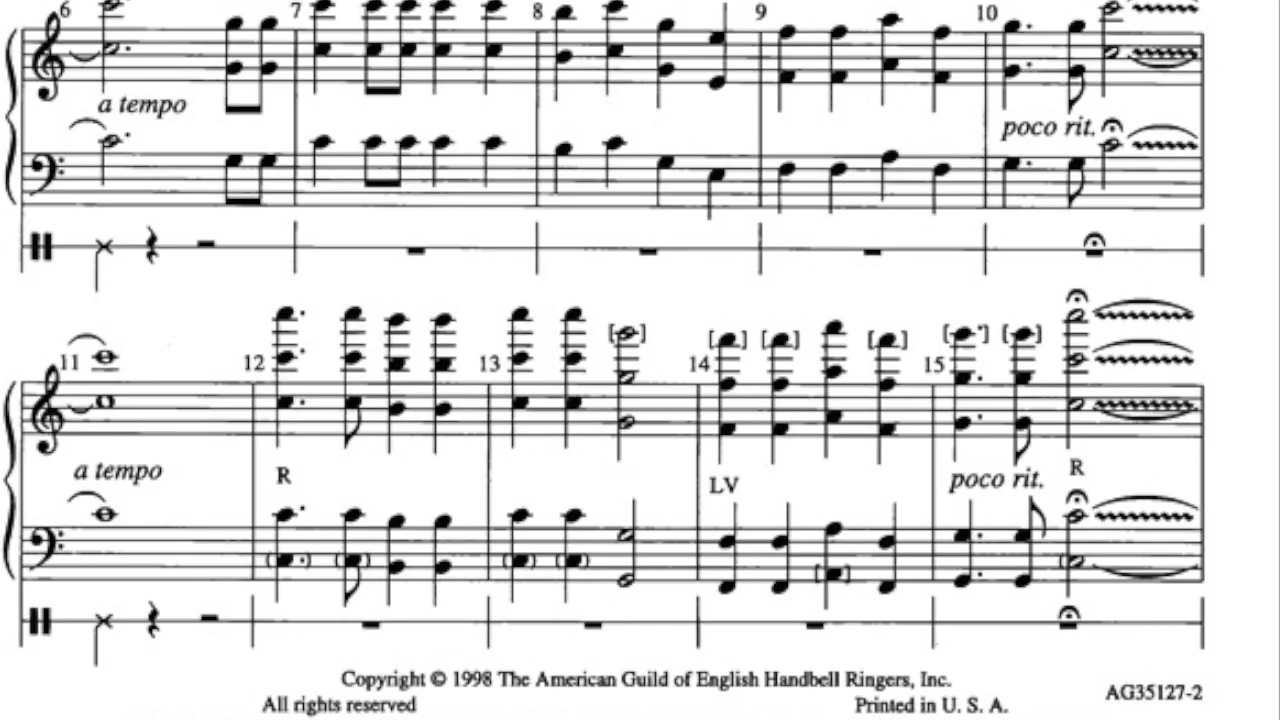 6 7 8 9 10
a tempo
poco rit.
11 12 13 14 15
a tempo R LV poco rit. R
Copyright © 1998 The American Guild of English Handbell Ringers, Inc.
All rights reserved Printed in U. S. A.
AG35127-2